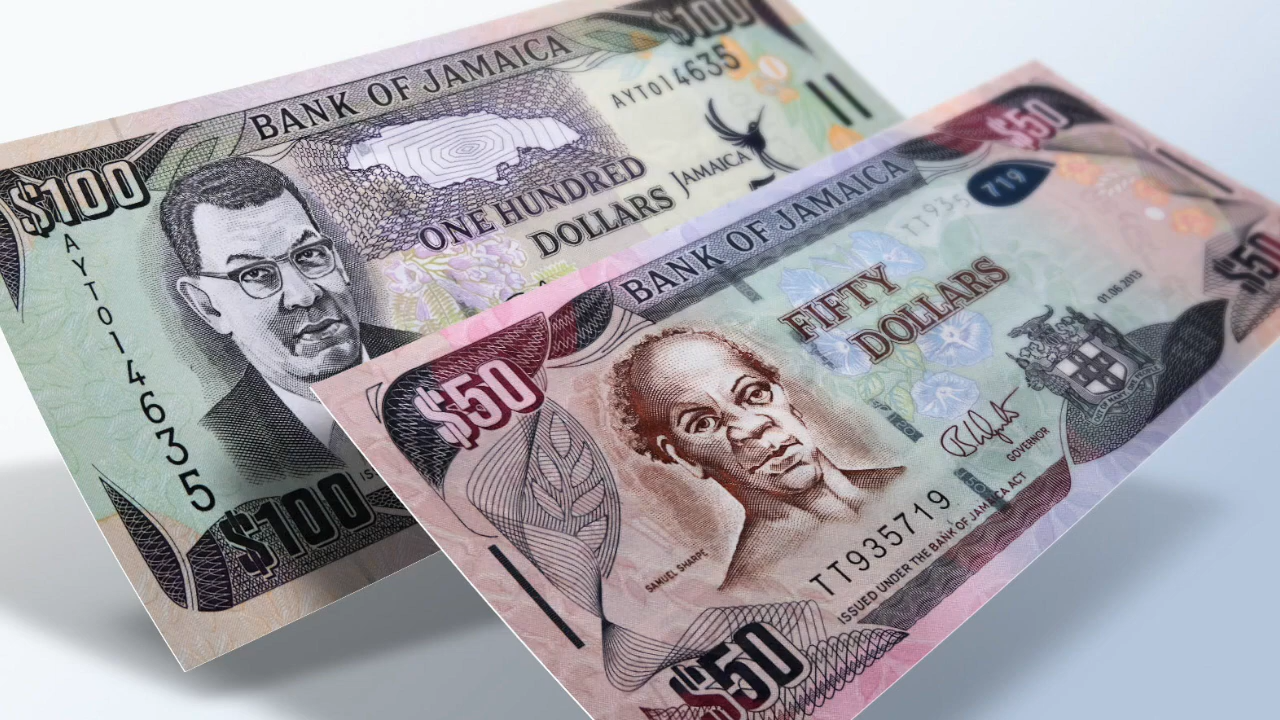 $100
BANK OF JAMAICA
$100
AYT014635
ONE HUNDRED
DOLLARS
JAMAICA
AYT014635
$100
$50
BANK OF JAMAICA
$50
719
FIFTY
DOLLARS
$50
01.06.2013
GOVERNOR
SAMUEL SHARPE
TT935719
ISSUED UNDER THE BANK OF JAMAICA ACT
$50